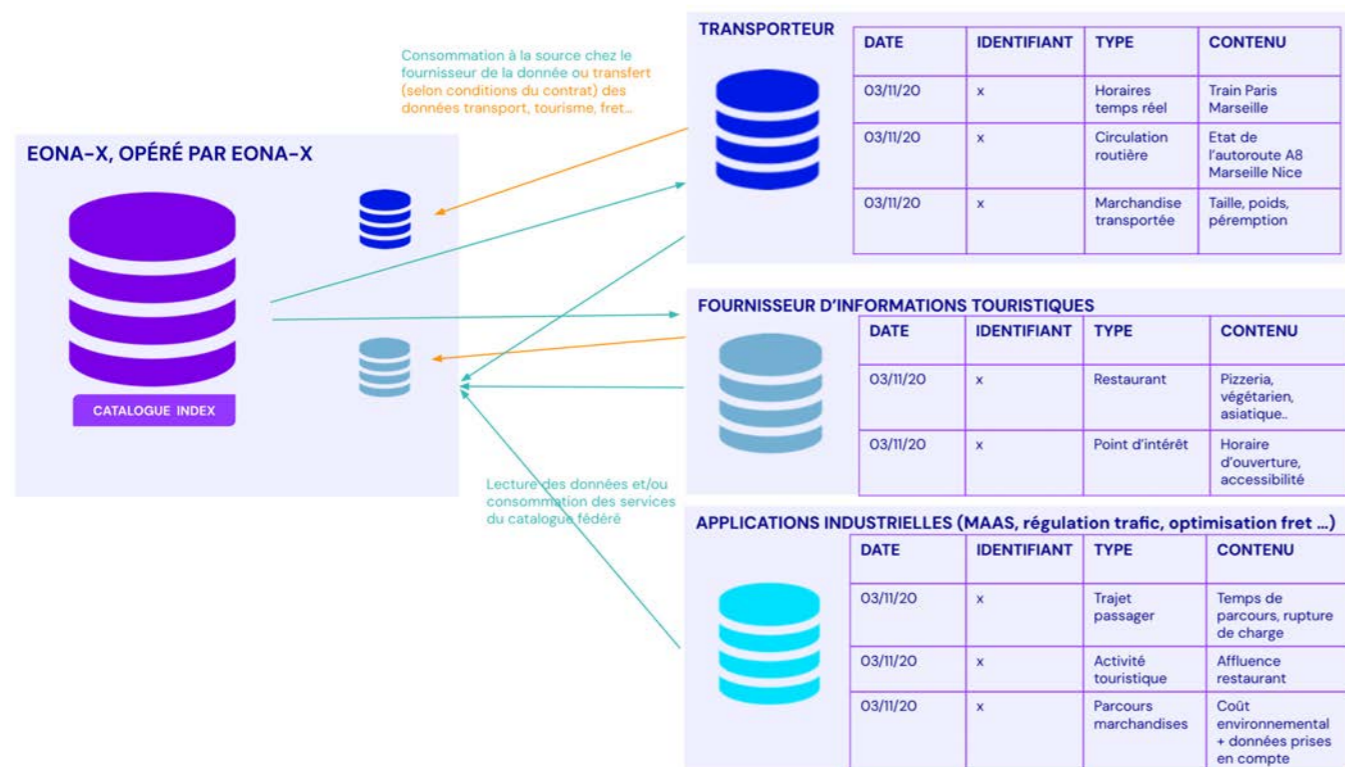 Consommation à la source chez le
fournisseur de la donnée ou transfert
(selon conditions du contrat) des
données transport, tourisme, fret...
EONA-X, OPÉRÉ PAR EONA-X
CATALOGUE INDEX
Lecture des données et/ou
consommation des services
du catalogue fédéré
TRANSPORTEUR
DATE IDENTIFIANT TYPE CONTENU
03/11/20 x Horaires Train Paris
temps réel Marseille
03/11/20 x Circulation Etat de
routière l'autoroute A8
Marseille Nice
03/11/20 x Marchandise Taille, poids,
transportée péremption
FOURNISSEUR D'INFORMATIONS TOURISTIQUES
DATE IDENTIFIANT TYPE CONTENU
03/11/20 x Restaurant Pizzeria,
végétarien,
asiatique..
03/11/20 x Point d'intérêt Horaire
d'ouverture,
accessibilité
APPLICATIONS INDUSTRIELLES (MAAS, régulation trafic, optimisation fret ...)
DATE IDENTIFIANT TYPE CONTENU
03/11/20 x Trajet Temps de
passager parcours, rupture
de charge
03/11/20 x Activité Affluence
touristique restaurant
03/11/20 x Parcours Coût
marchandises environnemental
+ données prises
en compte